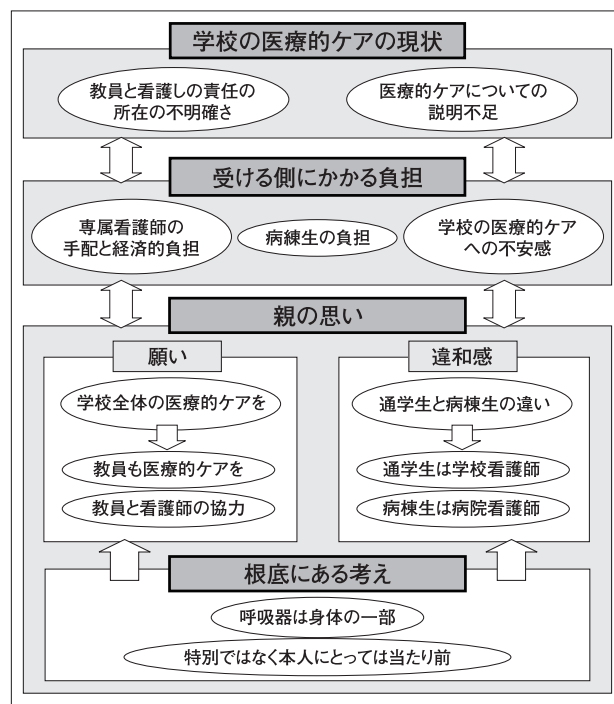 学校の医療的ケアの現状
教員と看護しの責任の
所在の不明確さ
医療的ケアについての
説明不足
受ける側にかかる負担
専属看護師の
手配と経済的負担
病練生の負担
学校の医療的ケア
への不安感
親の思い
願い
学校全体の医療的ケアを
教員も医療的ケアを
教員と看護師の協力
違和感
通学生と病棟生の違い
通学生は学校看護師
病棟生は病院看護師
根底にある考え
呼吸器は身体の一部
特別ではなく本人にとっては当たり前